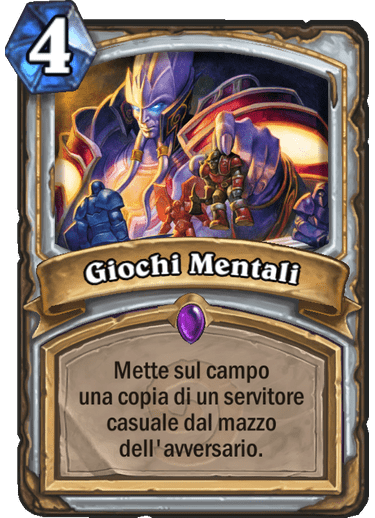 4
Giochi Mentali
Mette sul campo
una copia di un servitore
casuale dal mazzo
dell'avversario.